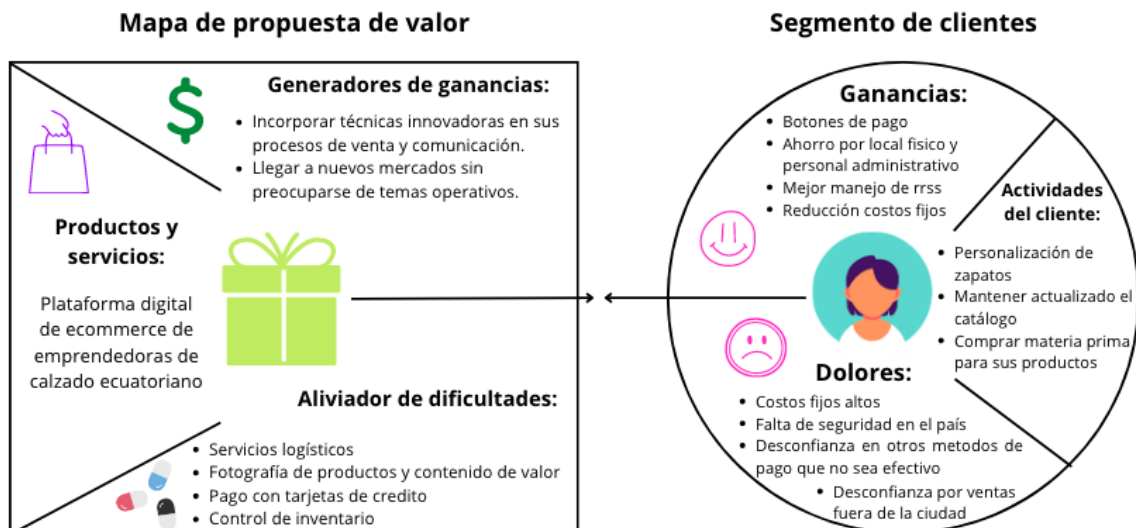 Mapa de propuesta de valor
Generadores de ganancias:
• Incorporar técnicas innovadoras en sus
procesos de venta y comunicación.
• Llegar a nuevos mercados sin
preocuparse de temas operativos.
Productos y
servicios:
Plataforma digital
de ecommerce de
emprendedoras de
calzado ecuatoriano
Aliviador de dificultades:
• Servicios logísticos
• Fotografía de productos y contenido de valor
• Pago con tarjetas de credito
• Control de inventario
Segmento de clientes
Ganancias:
• Botones de pago
• Ahorro por local fisico y
personal administrativo
• Mejor manejo de rrss
• Reducción costos fijos
Actividades
del cliente:
• Personalización de
zapatos
• Mantener actualizado el
catálogo
• Comprar materia prima
para sus productos
Dolores:
• Costos fijos altos
• Falta de seguridad en el país
• Desconfianza en otros metodos de
pago que no sea efectivo
• Desconfianza por ventas
fuera de la ciudad